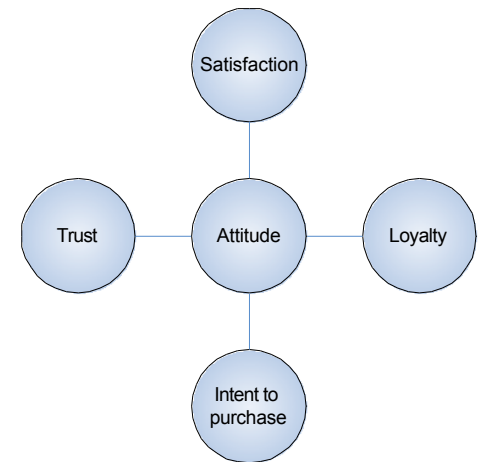 Satisfaction
Trust
Attitude
Loyalty
Intent to
purchase